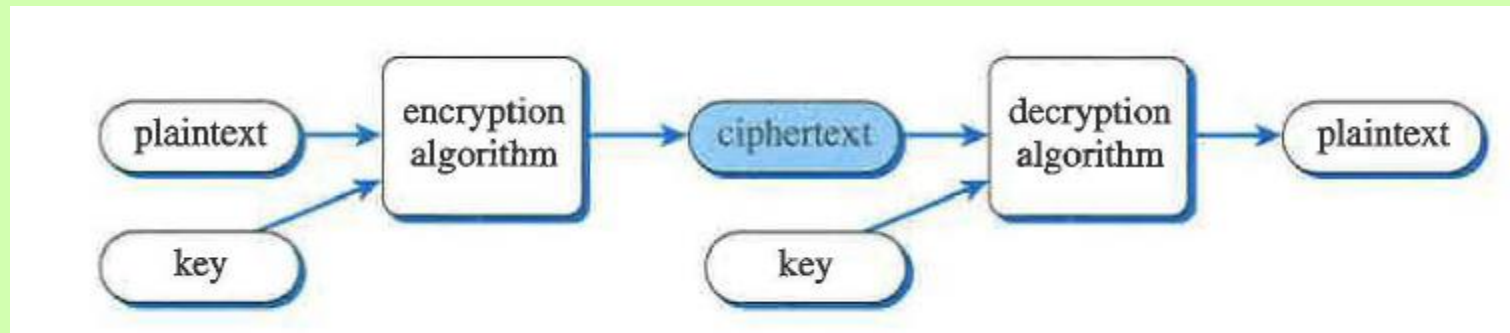 plaintext
encryption
algorithm
ciphertext
decryption
algorithm
plaintext
key
key